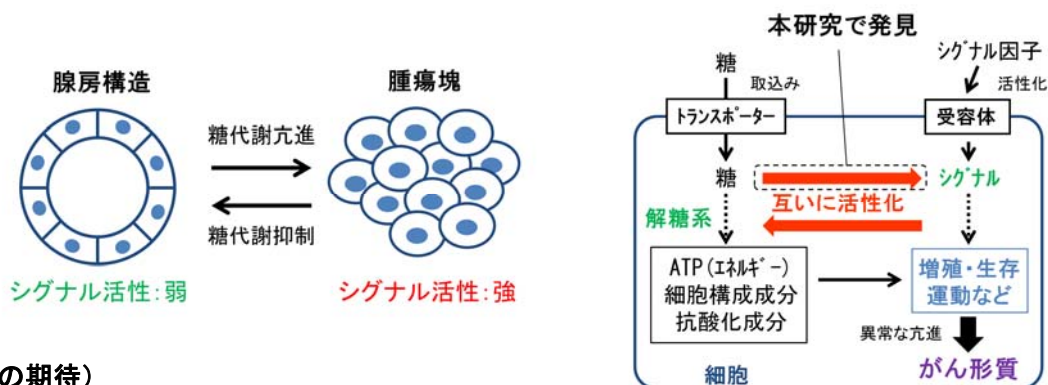 腺房構造
腫瘍塊
糖代謝亢進
糖代謝抑制
シグナル活性:弱
シグナル活性:強
本研究で発見
糖
取込み
シグナル因子
活性化
トランスポーター
受容体
糖
シグナル
互いに活性化
解糖系
ATP(エネルギー)
細胞構成成分
抗酸化成分
増殖・生存
運動など
異常な亢進
がん形質
細胞
の期待)